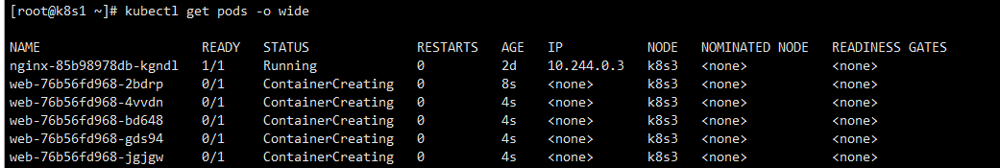 [root@k8s1 ~]# kubectl get pods -o wide
NAME READY STATUS RESTARTS AGE IP NODE NOMINATED NODE READINESS GATES
nginx-85b98978db-kgndl 1/1 Running 0 2d 10.244.0.3 k8s3 <none> <none>
web-76b56fd968-2bdrp 0/1 ContainerCreating 0 8s <none> k8s3 <none> <none>
web-76b56fd968-4vvdn 0/1 ContainerCreating 0 4s <none> k8s3 <none> <none>
web-76b56fd968-bd648 0/1 ContainerCreating 0 4s <none> k8s3 <none> <none>
web-76b56fd968-gds94 0/1 ContainerCreating 0 4s <none> k8s3 <none> <none>
web-76b56fd968-jgjgw 0/1 ContainerCreating 0 4s <none> k8s3 <none> <none>